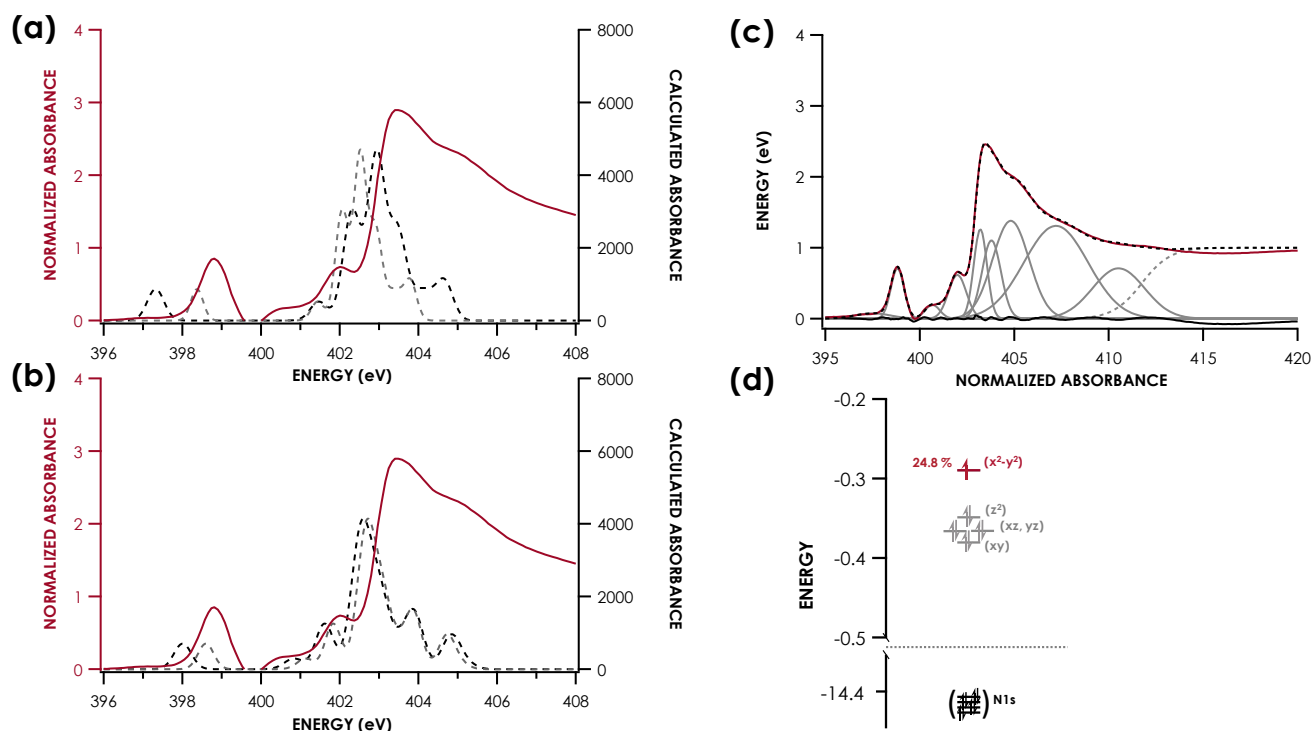 (a)
4
3
2
1
0
NORMALIZED ABSORBANCE
8000
6000
4000
2000
0
CALCULATED ABSORBANCE
396 398 400 402 404 406 408
ENERGY (eV)
(b)
4
3
2
1
0
NORMALIZED ABSORBANCE
8000
6000
4000
2000
0
CALCULATED ABSORBANCE
396 398 400 402 404 406 408
ENERGY (eV)
(c)
4
3
2
1
0
ENERGY (eV)
395 400 405 410 415 420
NORMALIZED ABSORBANCE
(d)
-0.2
-0.3
-0.4
-0.5
-14.4
ENERGY
24.8 % (x²-y²)
(z²)
(xz, yz)
(xy)
( ) N1s